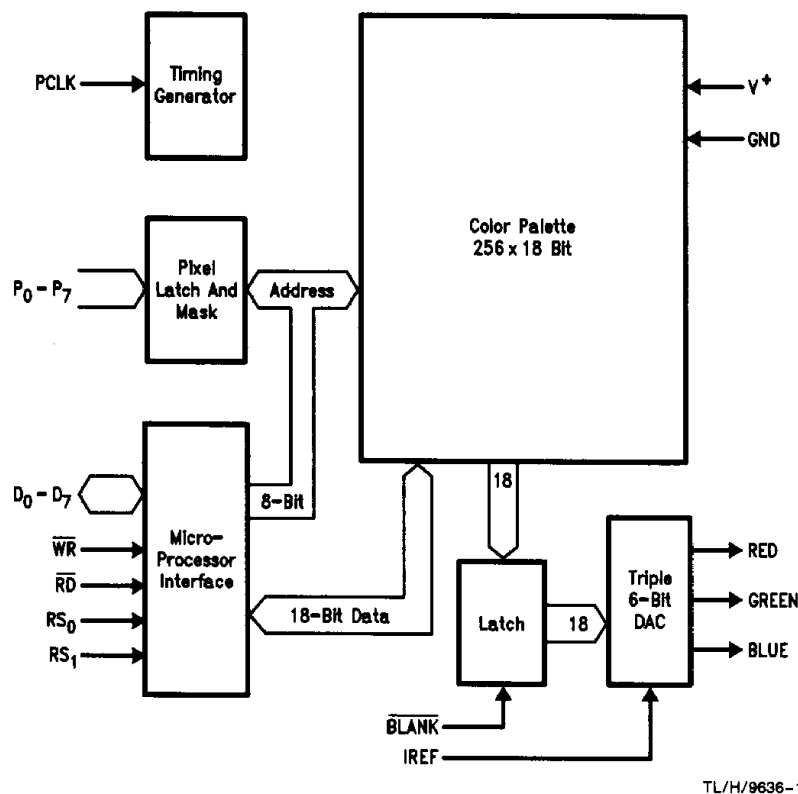 PCLK
Timing
Generator
V+
GND
Color Palette
256 x 18 Bit
P0 - P7
Pixel
Latch And
Mask
Address
D0 - D7
WR
RD
RS0
RS1
Micro-
Processor
Interface
8-Bit
18-Bit Data
18
Latch
18
Triple
6-Bit
DAC
RED
GREEN
BLUE
BLANK
IREF
TL/H/9636-1